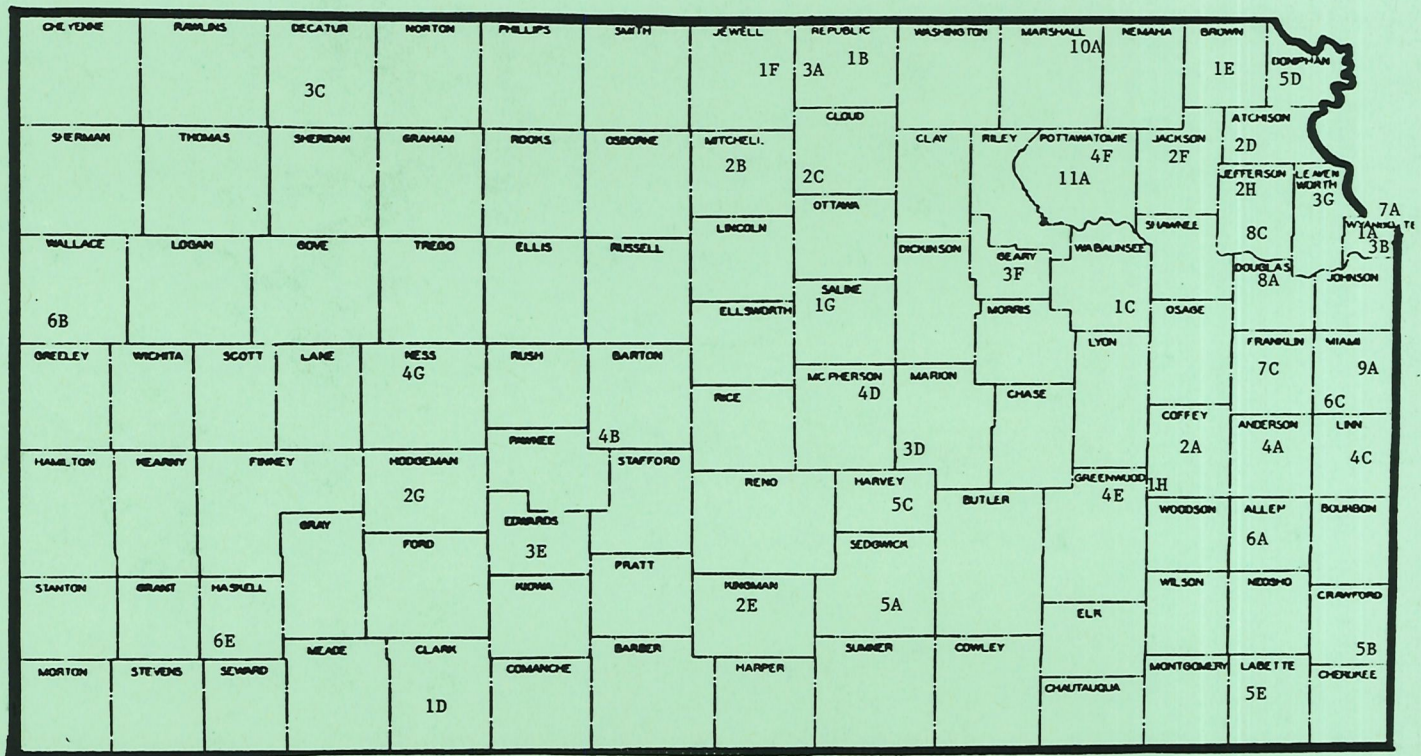 CHEYENNE RAWLINS DECATUR NORTON PHILLIPS SMITH JEWELL REPUBLIC WASHINGTON MARSHALL NEMAHA BROWN
DONIPHAN
3C 1F 3A 1B 10A 1E 5D
CLOUD ATCHISON
SHERMAN THOMAS SHERIDAN GRAHAM ROOKS OSBORNE MITCHELL CLAY RILEY POTTAWATOMIE JACKSON
2B 2C 4F 2F 2D
11A
JEFFERSON LEAVEN
WORTH
2H 3G
OTTAWA
7A
LINCOLN SHAWNEE WYANDOTTE
8C 1A
3B
WALLACE LOGAN GOVE TREGO ELLIS RUSSELL DICKINSON GEARY WABAUNSEE
3F DOUGLAS JOHNSON
8A
SALINE
6B 1G 1C
ELLSWORTH MORRIS OSAGE
GREELEY WICHITA SCOTT LANE NESS RUSH BARTON LYON FRANKLIN MIAMI
4G 7C 9A
MC PHERSON MARION
4D 6C
RICE CHASE
COFFEY ANDERSON LINN
PAWNEE 4B 3D 2A 4A 4C
HAMILTON KEARNY FINNEY HODGEMAN STAFFORD
RENO HARVEY GREENWOOD 1H
2G 5C 4E
BUTLER WOODSON ALLEN BOURBON
GRAY EDWARDS
3E 6A
FORD SEDGWICK
PRATT
STANTON GRANT HASKELL KIOWA KINGMAN WILSON NEOSHO
CRAWFORD
2E 5A
ELK
6E
MEADE CLARK BARBER SUMNER COWLEY 5B
MORTON STEVENS SEWARD COMANCHE HARPER MONTGOMERY LABETTE CHEROKEE
CHAUTAUQUA
1D 5E